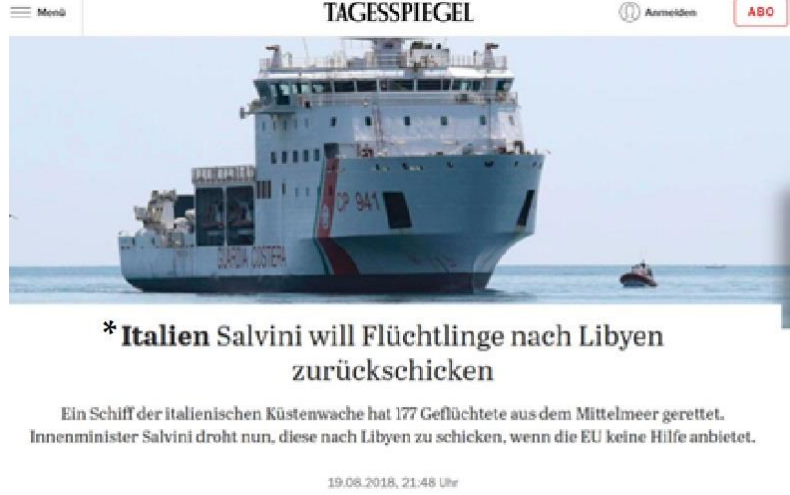 Menü
TAGESSPIEGEL
Anmelden
ABO
CP 941
GUARDIA COSTIERA
* Italien Salvini will Flüchtlinge nach Libyen
zurückschicken
Ein Schiff der italienischen Küstenwache hat 177 Geflüchtete aus dem Mittelmeer gerettet.
Innenminister Salvini droht nun, diese nach Libyen zu schicken, wenn die EU keine Hilfe anbietet.
19.08.2018, 21:48 Uhr